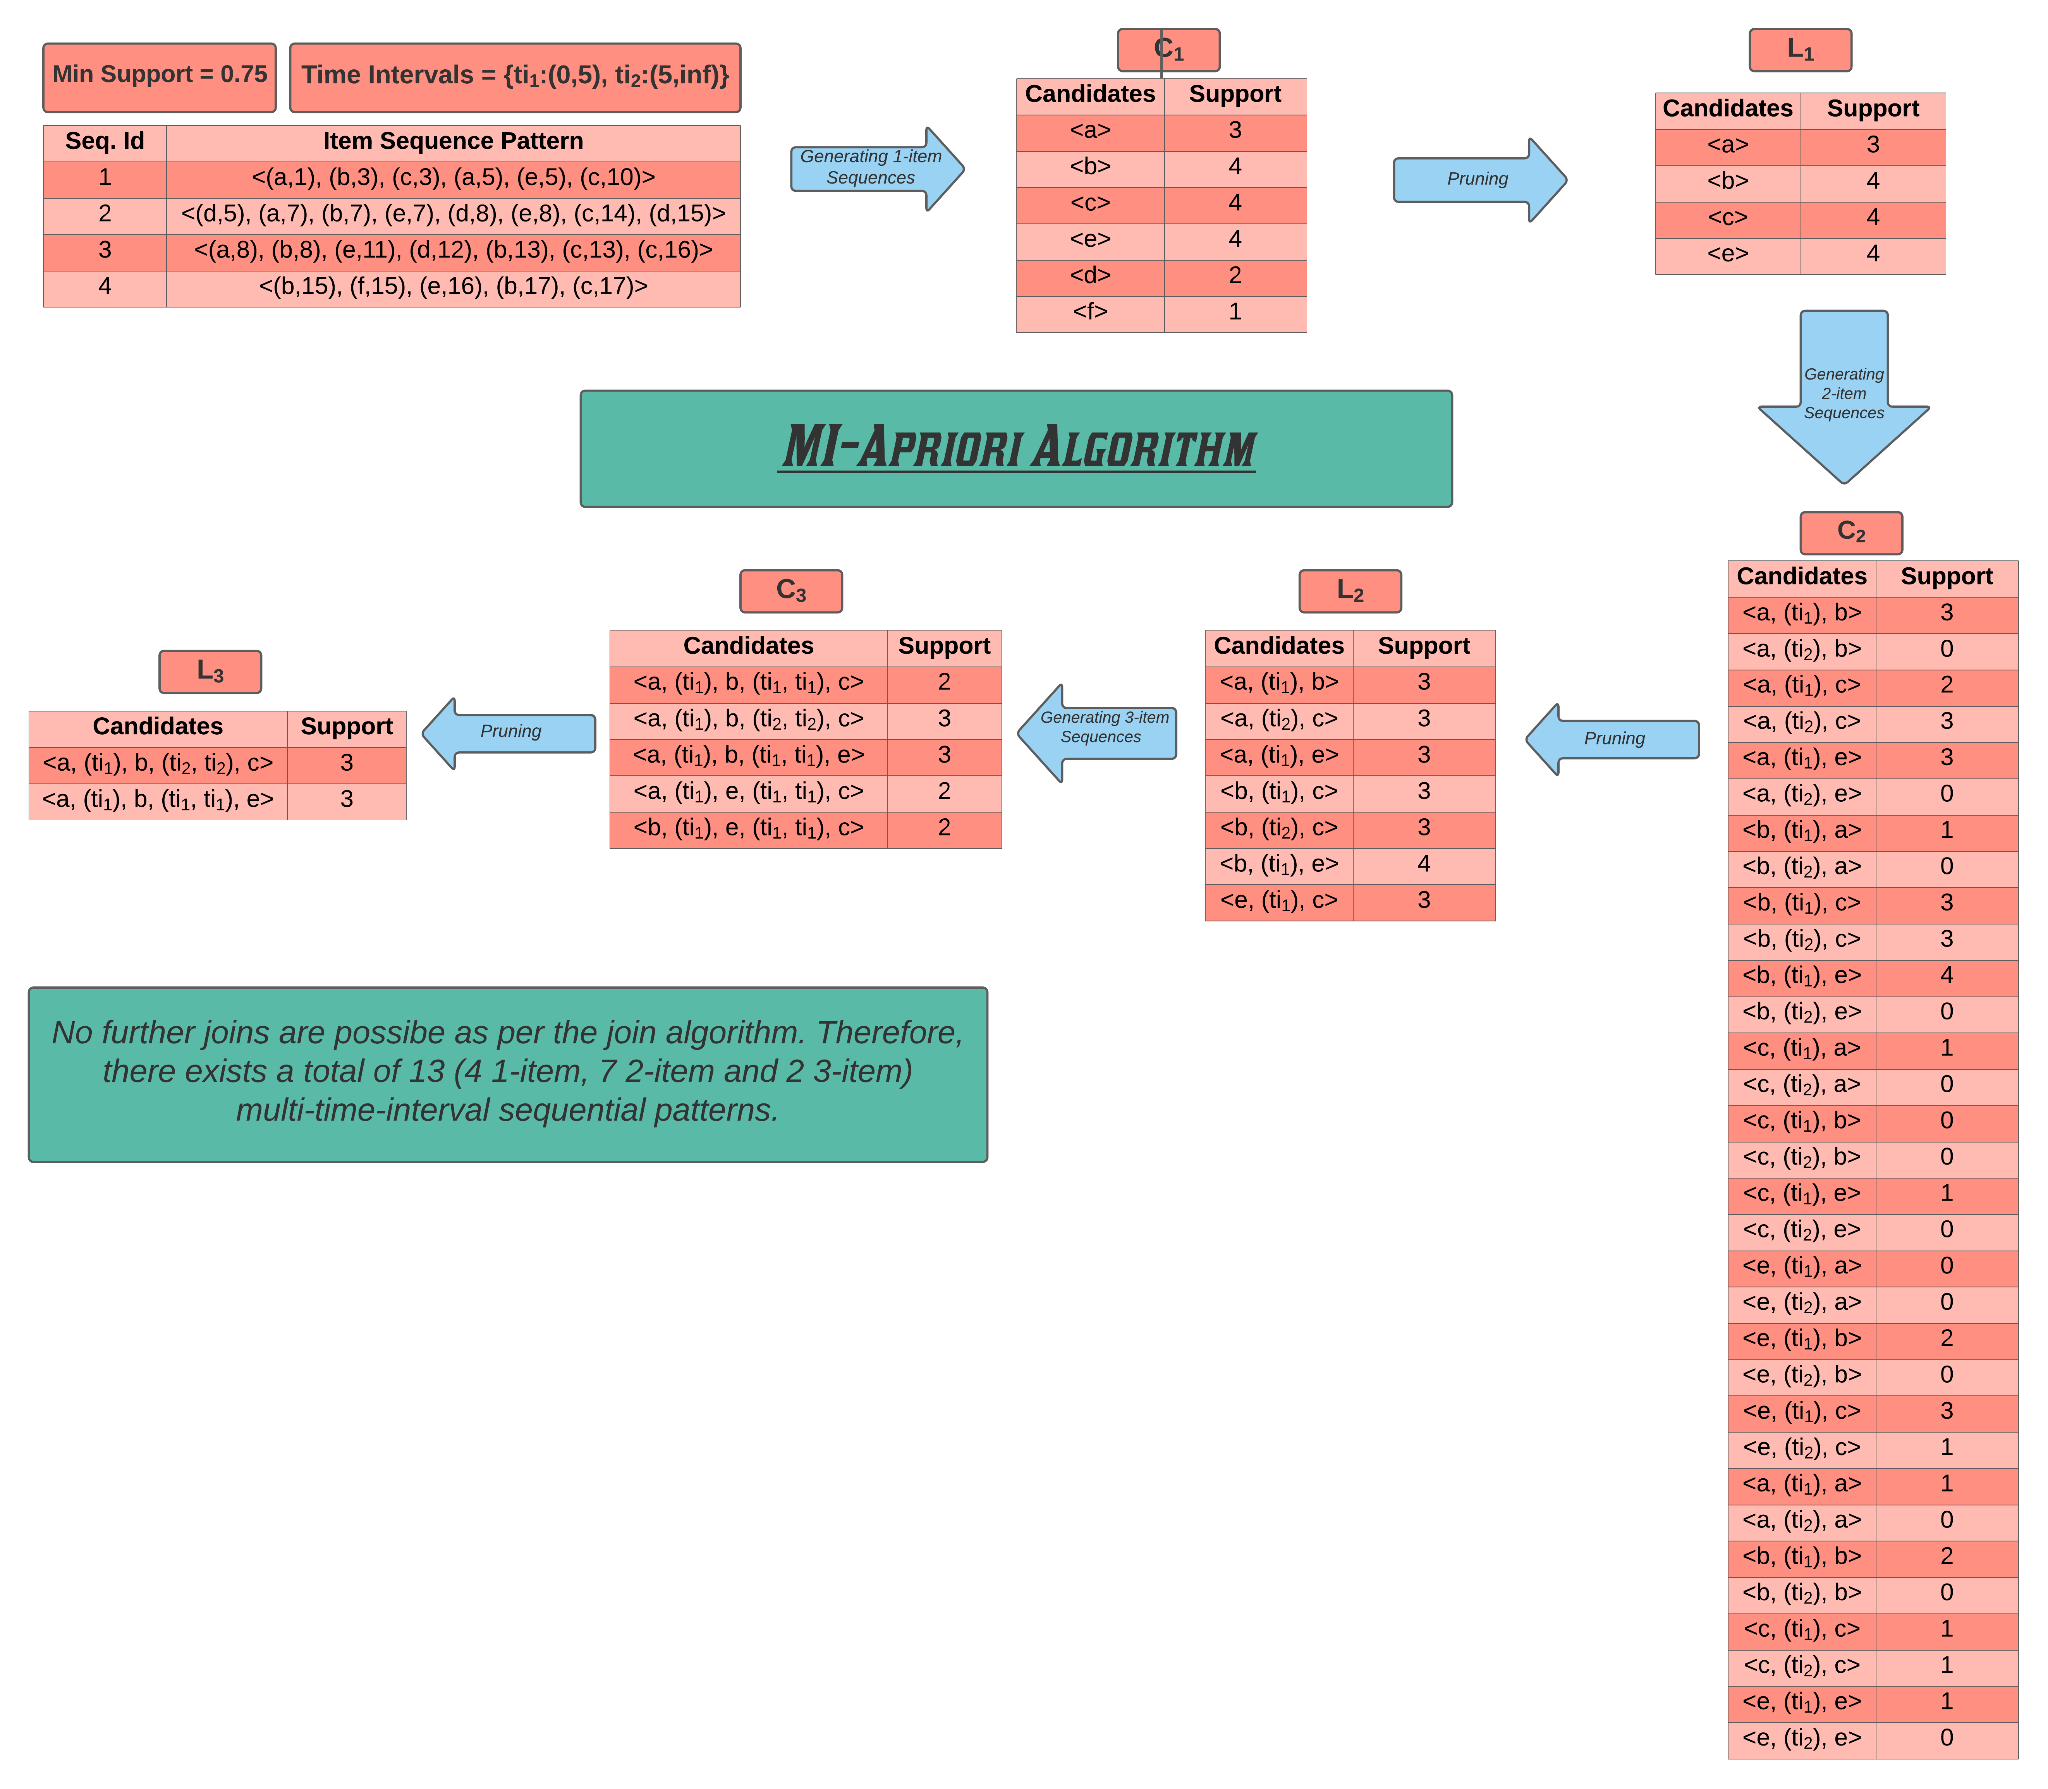 Min Support = 0.75
Time Intervals = {ti₁:(0,5), ti₂:(5,inf)}
Seq. Id Item Sequence Pattern
1 <(a,1), (b,3), (c,3), (a,5), (e,5), (c,10)>
2 <(d,5), (a,7), (b,7), (e,7), (d,8), (e,8), (c,14), (d,15)>
3 <(a,8), (b,8), (e,11), (d,12), (b,13), (c,13), (c,16)>
4 <(b,15), (f,15), (e,16), (b,17), (c,17)>
Generating 1-item
Sequences
C₁
Candidates Support
<a> 3
<b> 4
<c> 4
<e> 4
<d> 2
<f> 1
Pruning
L₁
Candidates Support
<a> 3
<b> 4
<c> 4
<e> 4
Generating
2-item
Sequences
MI-Apriori Algorithm
C₂
Candidates Support
<a, (ti₁), b> 3
<a, (ti₂), b> 0
<a, (ti₁), c> 2
<a, (ti₂), c> 3
<a, (ti₁), e> 3
<a, (ti₂), e> 0
<b, (ti₁), a> 1
<b, (ti₂), a> 0
<b, (ti₁), c> 3
<b, (ti₂), c> 3
<b, (ti₁), e> 4
<b, (ti₂), e> 0
<c, (ti₁), a> 1
<c, (ti₂), a> 0
<c, (ti₁), b> 0
<c, (ti₂), b> 0
<c, (ti₁), e> 1
<c, (ti₂), e> 0
<e, (ti₁), a> 0
<e, (ti₂), a> 0
<e, (ti₁), b> 2
<e, (ti₂), b> 0
<e, (ti₁), c> 3
<e, (ti₂), c> 1
<a, (ti₁), a> 1
<a, (ti₂), a> 0
<b, (ti₁), b> 2
<b, (ti₂), b> 0
<c, (ti₁), c> 1
<c, (ti₂), c> 1
<e, (ti₁), e> 1
<e, (ti₂), e> 0
Pruning
L₂
Candidates Support
<a, (ti₁), b> 3
<a, (ti₂), c> 3
<a, (ti₁), e> 3
<b, (ti₁), c> 3
<b, (ti₂), c> 3
<b, (ti₁), e> 4
<e, (ti₁), c> 3
Generating 3-item
Sequences
C₃
Candidates Support
<a, (ti₁), b, (ti₁, ti₁), c> 2
<a, (ti₁), b, (ti₂, ti₂), c> 3
<a, (ti₁), b, (ti₁, ti₁), e> 3
<a, (ti₁), e, (ti₁, ti₁), c> 2
<b, (ti₁), e, (ti₁, ti₁), c> 2
Pruning
L₃
Candidates Support
<a, (ti₁), b, (ti₂, ti₂), c> 3
<a, (ti₁), b, (ti₁, ti₁), e> 3
No further joins are possibe as per the join algorithm. Therefore,
there exists a total of 13 (4 1-item, 7 2-item and 2 3-item)
multi-time-interval sequential patterns.